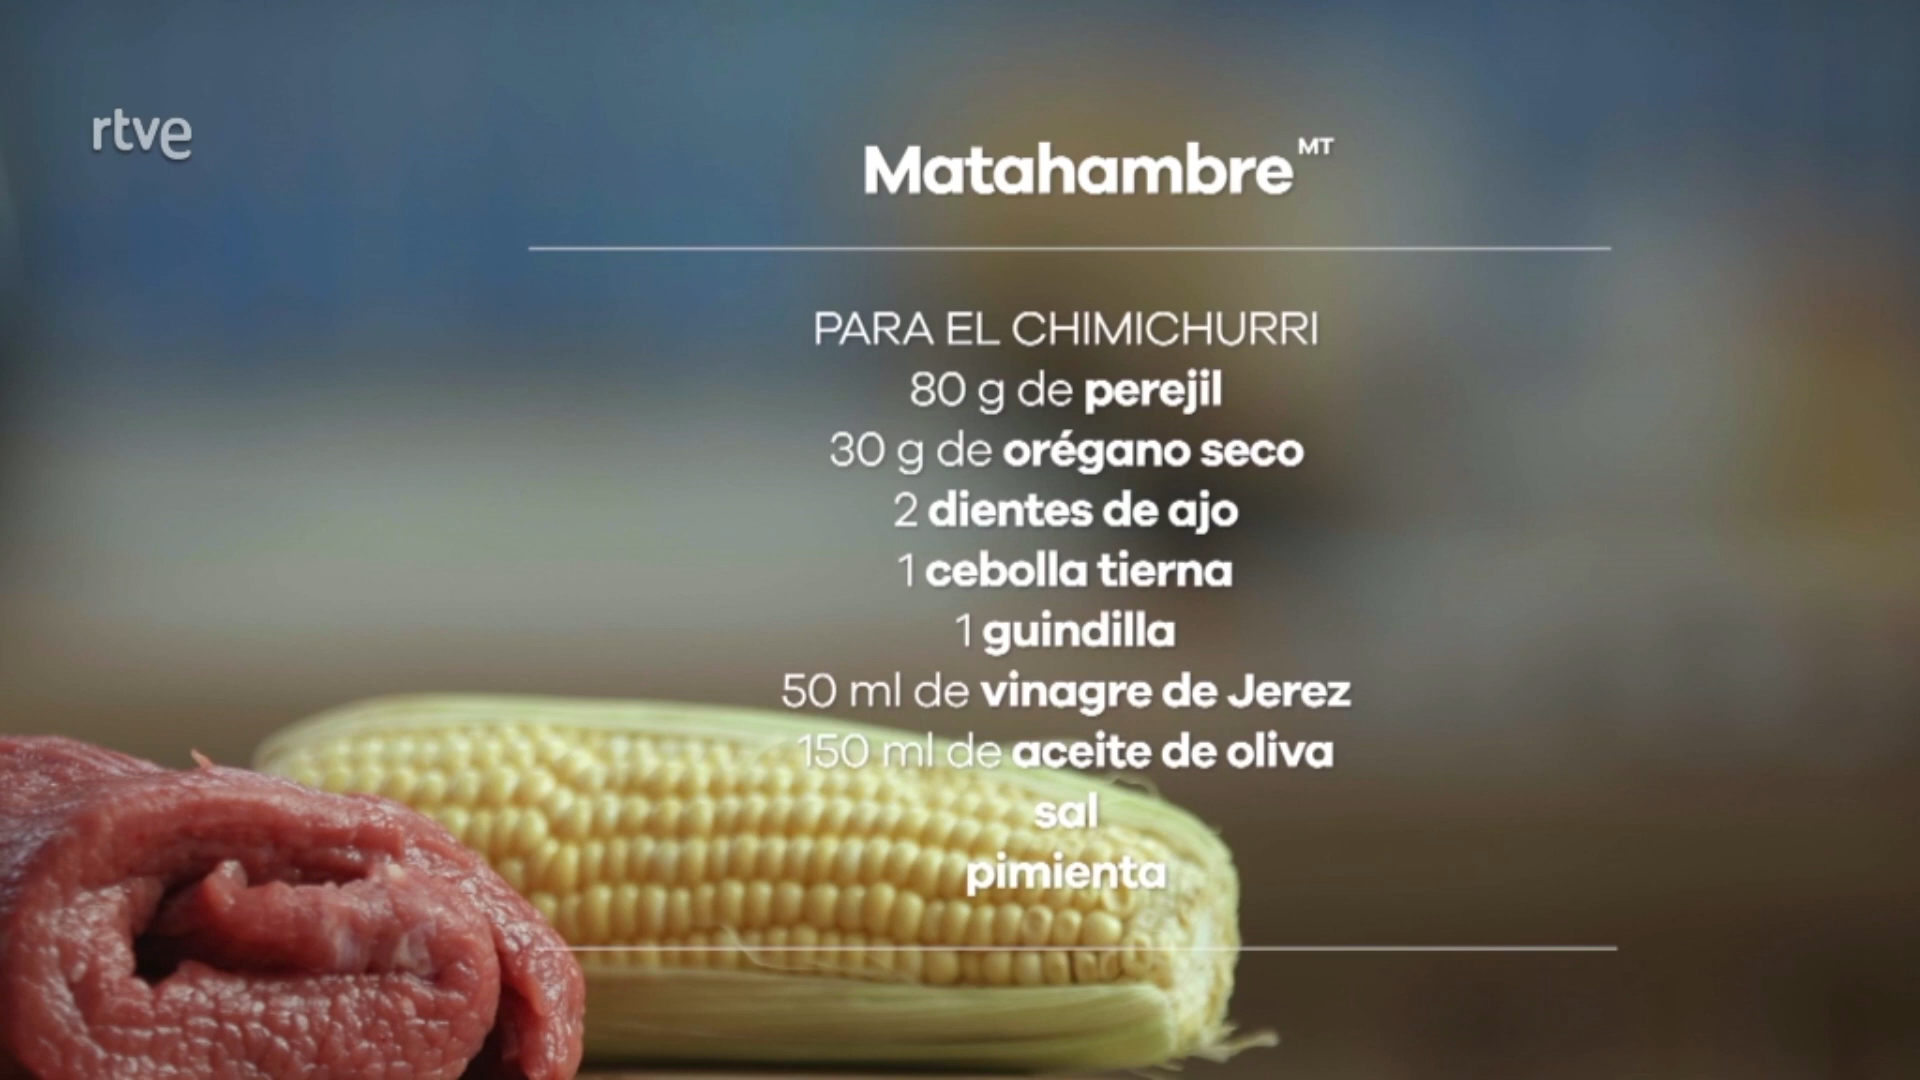 rtve
Matahambre MT
PARA EL CHIMICHURRI
80 g de perejil
30 g de orégano seco
2 dientes de ajo
1 cebolla tierna
1 guindilla
50 ml de vinagre de Jerez
150 ml de aceite de oliva
sal
pimienta